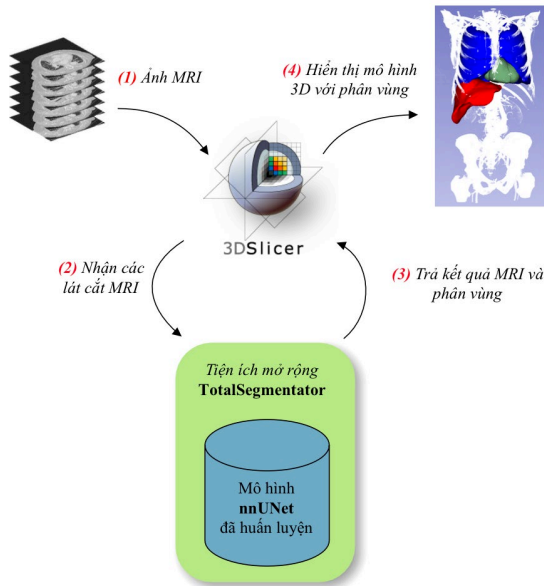 (1) Ảnh MRI
(4) Hiển thị mô hình
3D với phân vùng
3DSlicer
(2) Nhận các
lát cắt MRI
(3) Trả kết quả MRI và
phân vùng
Tiện ích mở rộng
TotalSegmentator
Mô hình
nnUNet
đã huấn luyện